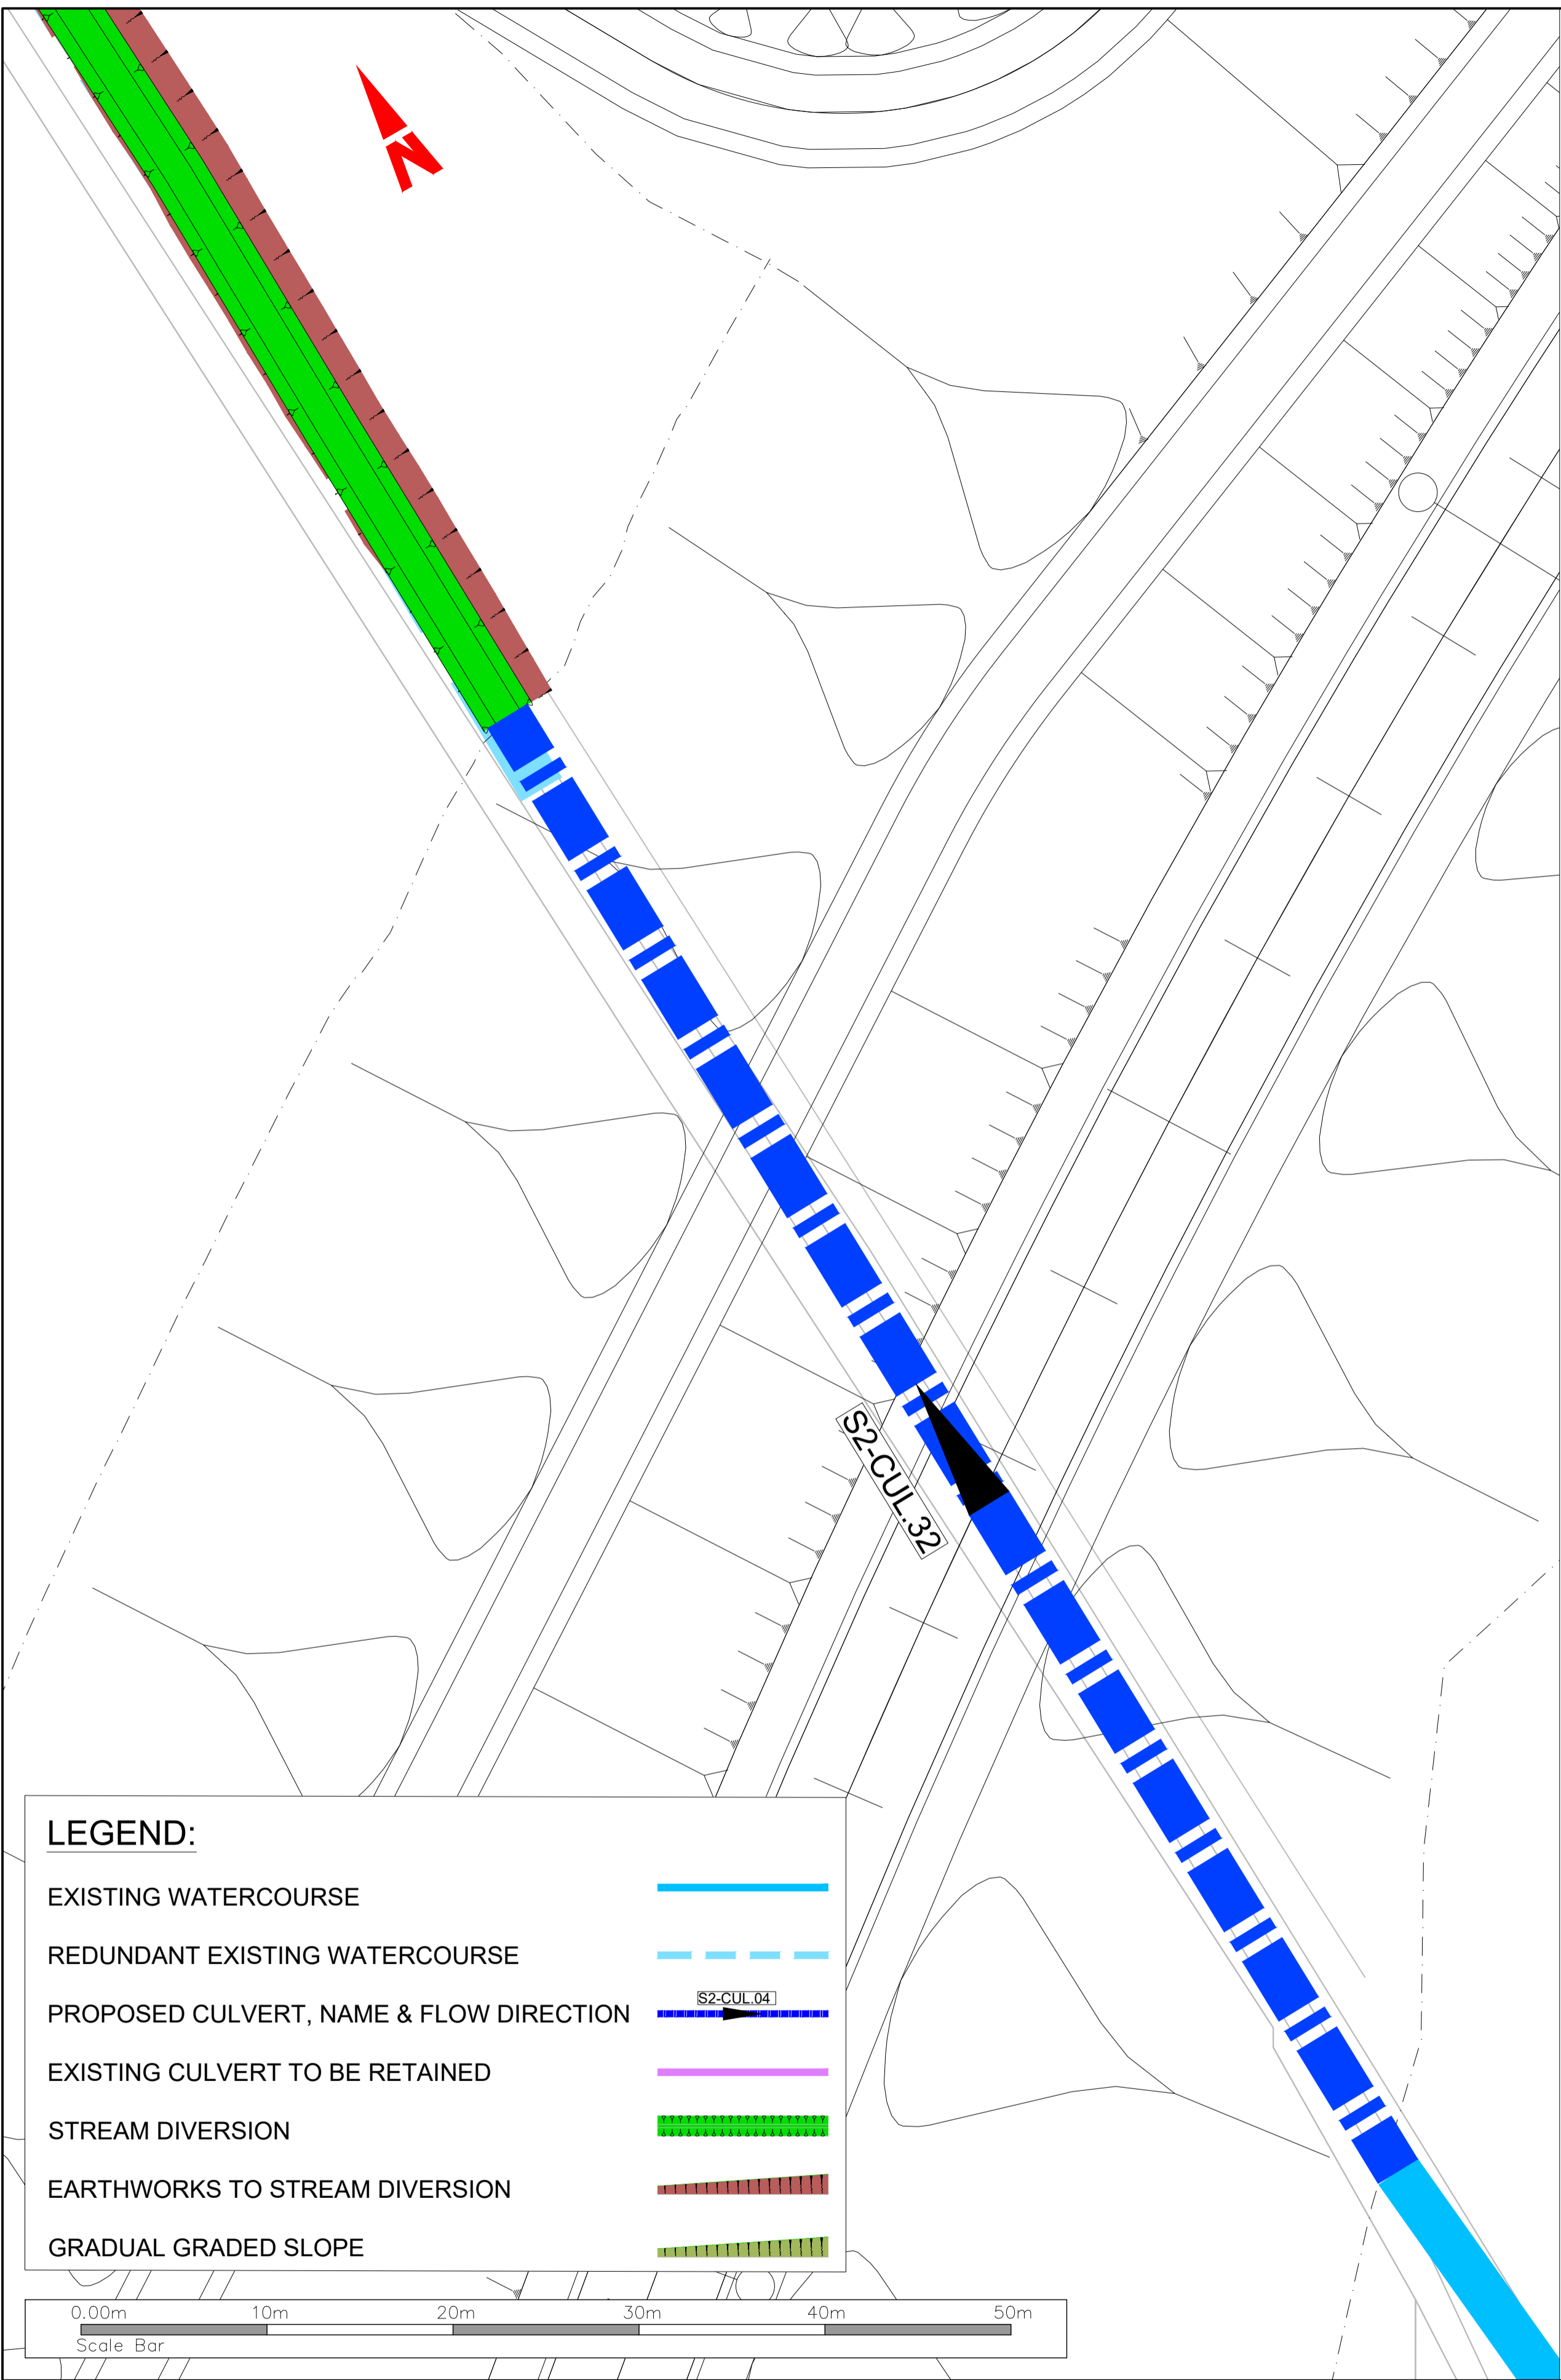 N
S2-CUL.32
LEGEND:
EXISTING WATERCOURSE
REDUNDANT EXISTING WATERCOURSE
PROPOSED CULVERT, NAME & FLOW DIRECTION
S2-CUL.04
EXISTING CULVERT TO BE RETAINED
STREAM DIVERSION
EARTHWORKS TO STREAM DIVERSION
GRADUAL GRADED SLOPE
0.00m 10m 20m 30m 40m 50m
Scale Bar